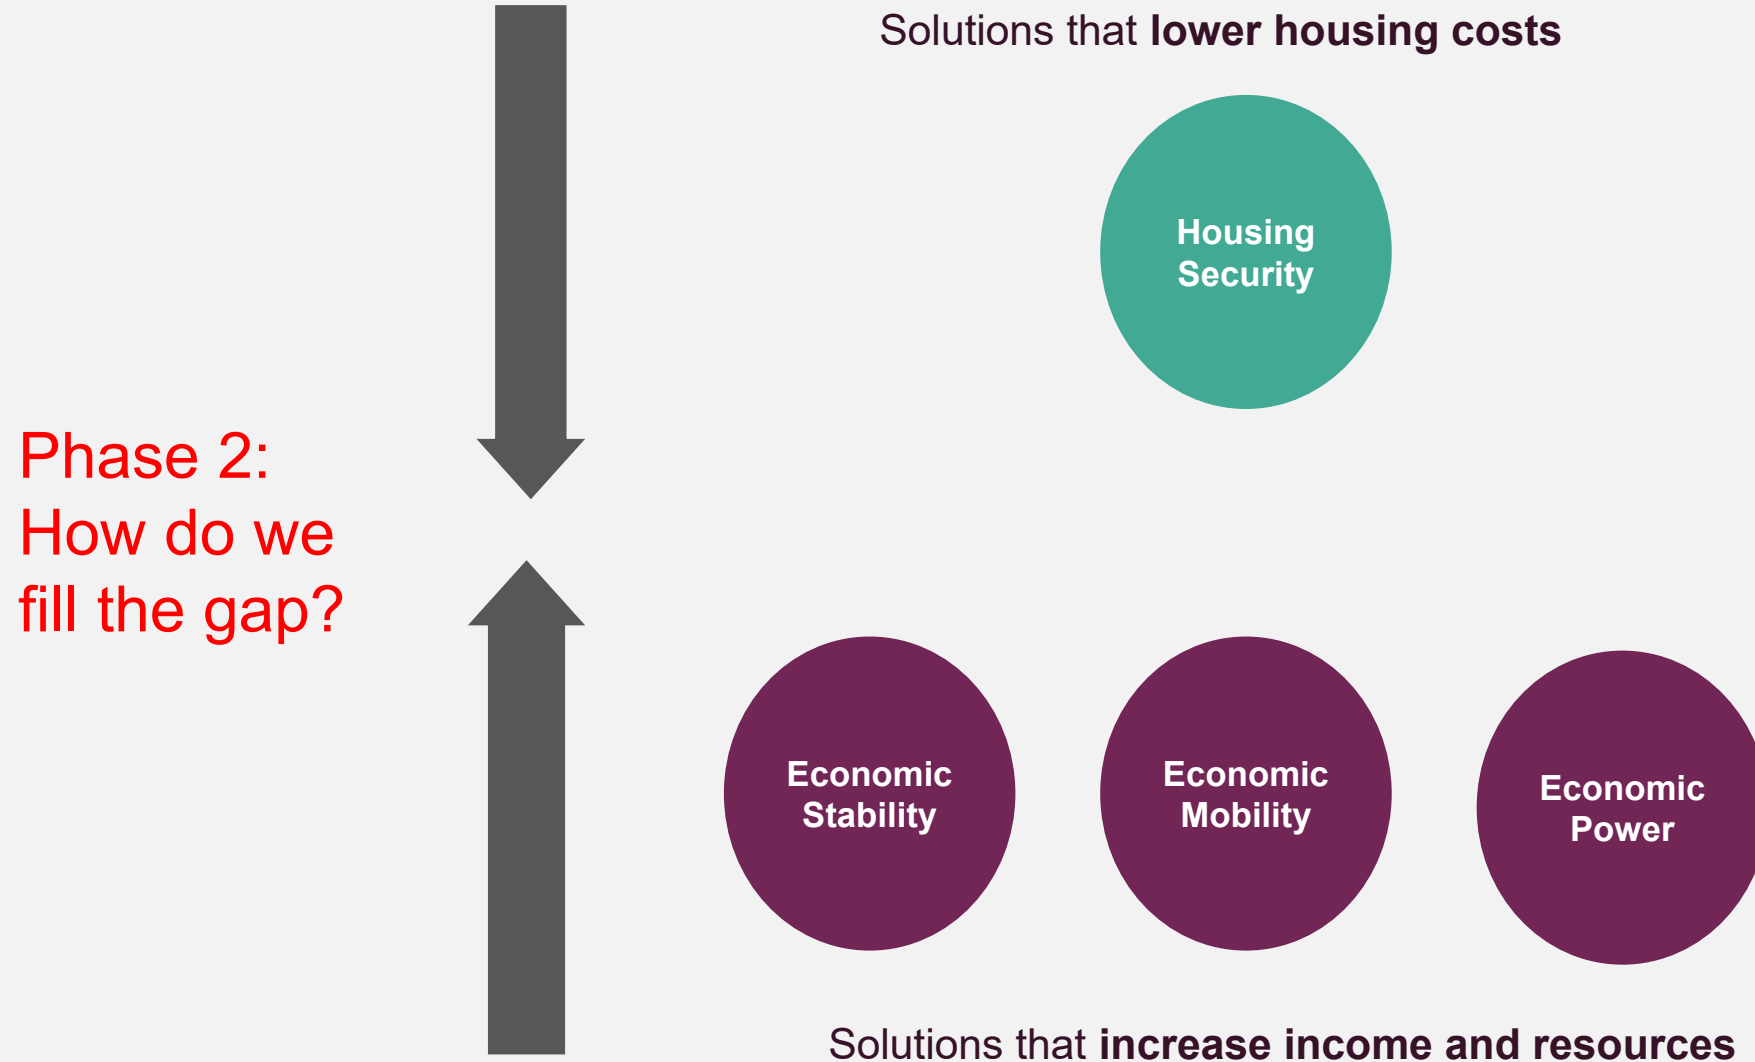 Solutions that lower housing costs
Housing
Security
Phase 2:
How do we
fill the gap?
Economic
Stability
Economic
Mobility
Economic
Power
Solutions that increase income and resources